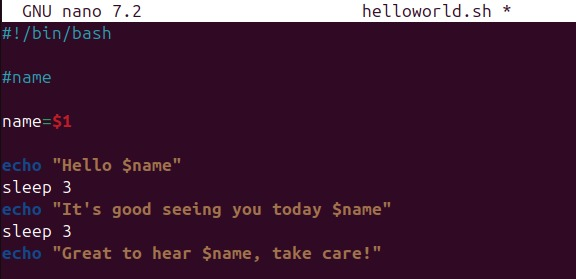 GNU nano 7.2 helloworld.sh *
#!/bin/bash
#name
name=$1
echo "Hello $name"
sleep 3
echo "It's good seeing you today $name"
sleep 3
echo "Great to hear $name, take care!"